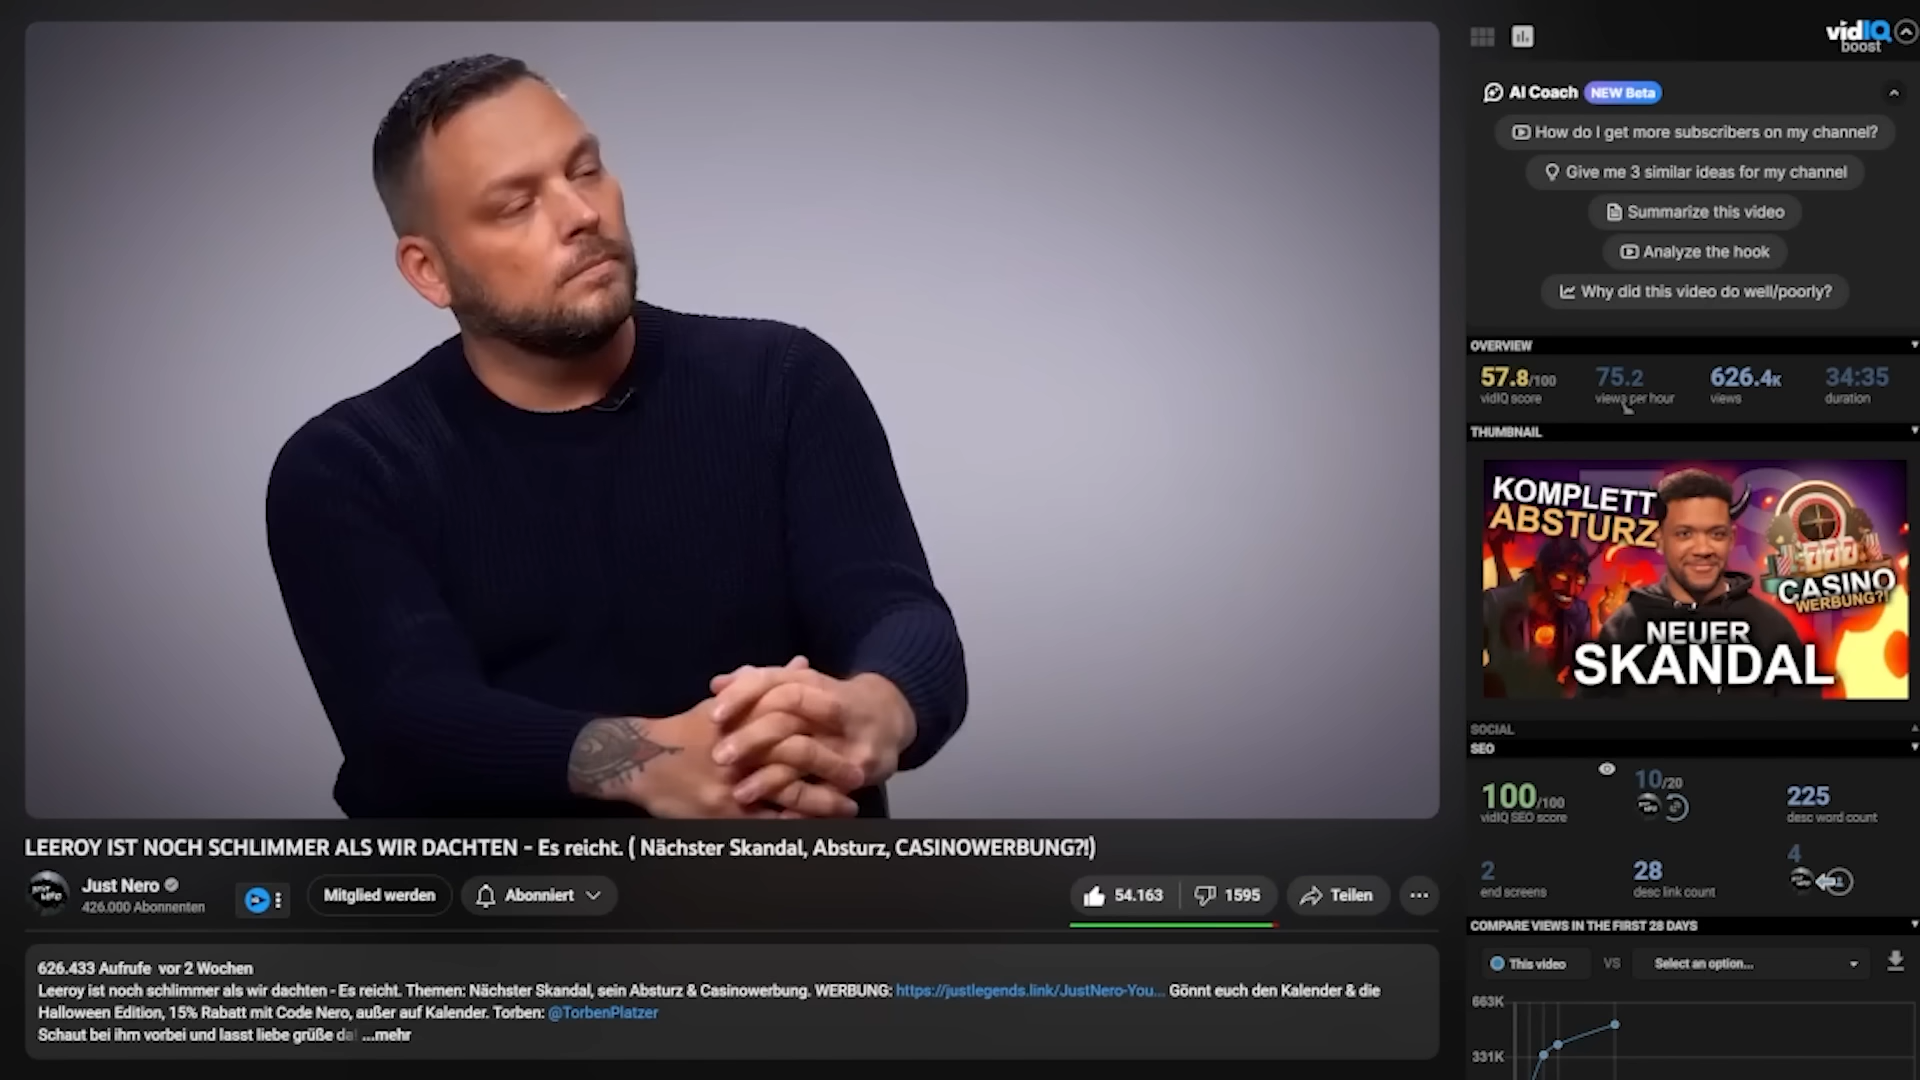 vidIQ
boost
AI Coach NEW Beta
How do I get more subscribers on my channel?
Give me 3 similar ideas for my channel
Summarize this video
Analyze the hook
Why did this video do well/poorly?
OVERVIEW
57.8/100 75.2 626.4K 34:35
vidIQ score views per hour views duration
THUMBNAIL
KOMPLETT
ABSTURZ
CASINO
WERBUNG?!
NEUER
SKANDAL
SOCIAL
SEO
100/100 10/20 225
vidIQ SEO score desc word count
2 28 4
end screens desc link count
COMPARE VIEWS IN THE FIRST 28 DAYS
This video VS Select an option...
663K
331K
LEEROY IST NOCH SCHLIMMER ALS WIR DACHTEN - Es reicht. ( Nächster Skandal, Absturz, CASINOWERBUNG?!)
Just Nero
426.000 Abonnenten
Mitglied werden
Abonniert
54.163 1595
Teilen
626.433 Aufrufe vor 2 Wochen
Leeroy ist noch schlimmer als wir dachten - Es reicht. Themen: Nächster Skandal, sein Absturz & Casinowerbung. WERBUNG: https://justlegends.link/JustNero-You... Gönnt euch den Kalender & die
Halloween Edition, 15% Rabatt mit Code Nero, außer auf Kalender. Torben: @TorbenPlatzer
Schaut bei ihm vorbei und lasst liebe grüße da ...mehr